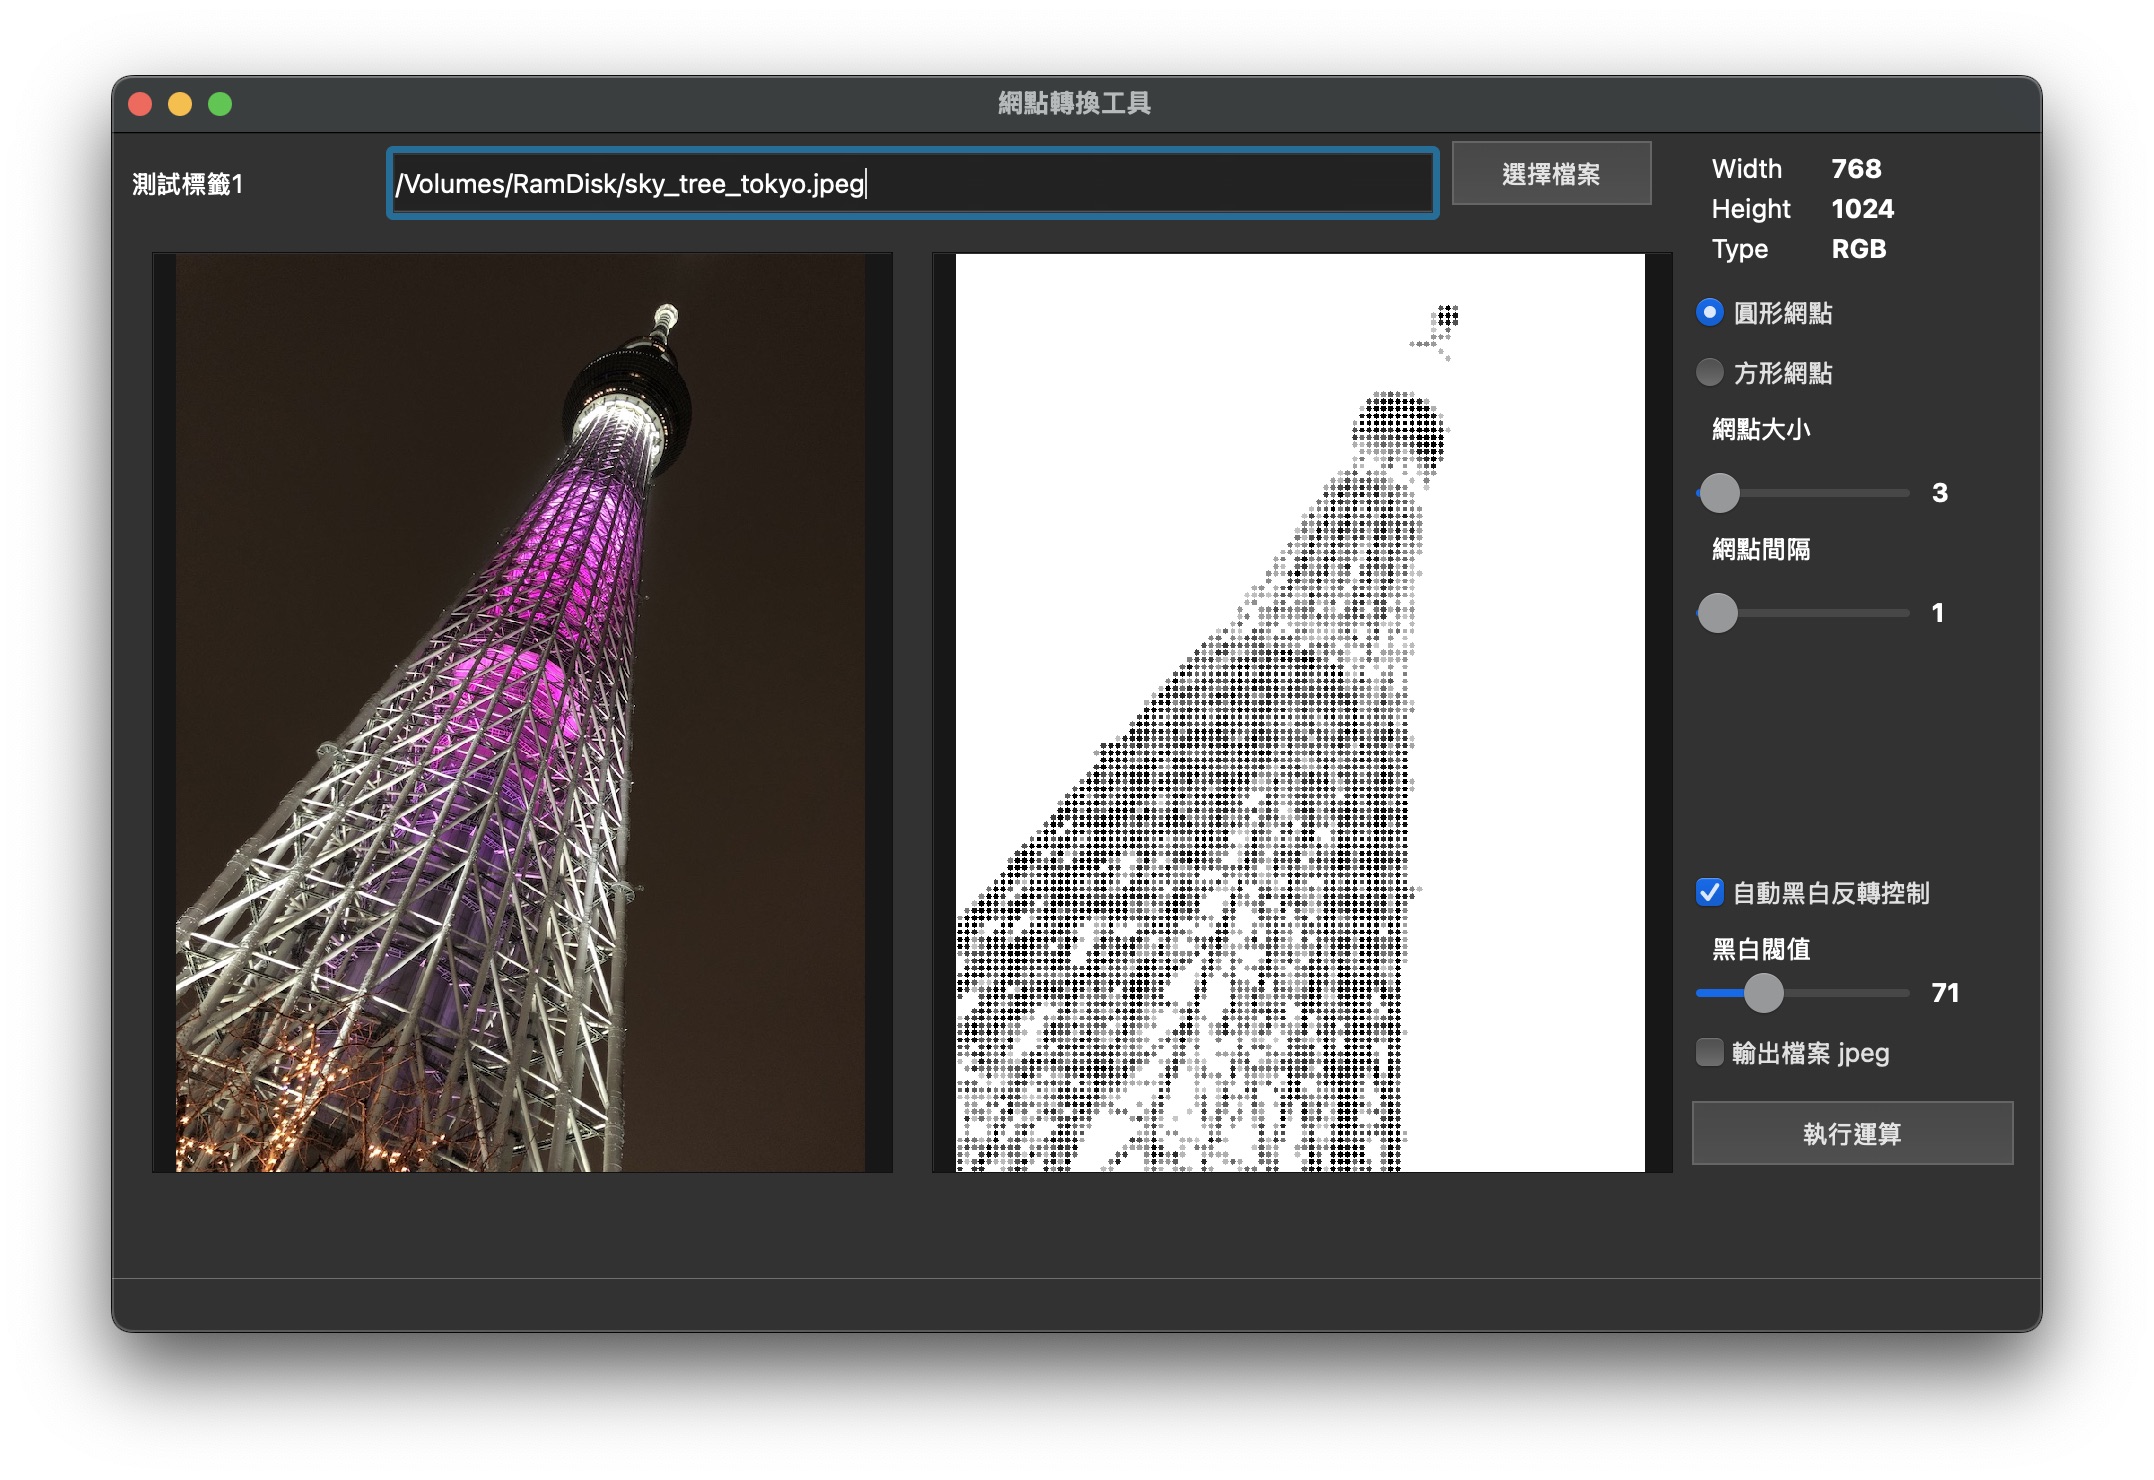 網點轉換工具
測試標籤1
/Volumes/RamDisk/sky_tree_tokyo.jpeg
選擇檔案
Width 768
Height 1024
Type RGB
圓形網點
方形網點
網點大小
3
網點間隔
1
自動黑白反轉控制
黑白閥值
71
輸出檔案 jpeg
執行運算